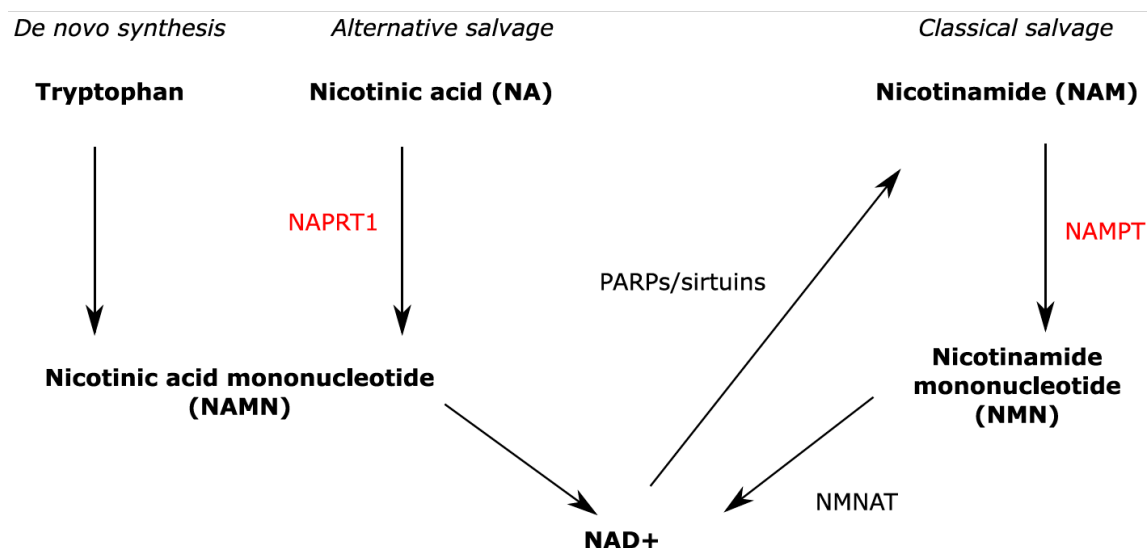 De novo synthesis
Alternative salvage
Classical salvage
Tryptophan
Nicotinic acid (NA)
Nicotinamide (NAM)
NAPRT1
NAMPT
PARPs/sirtuins
Nicotinic acid mononucleotide
(NAMN)
Nicotinamide
mononucleotide
(NMN)
NMNAT
NAD+